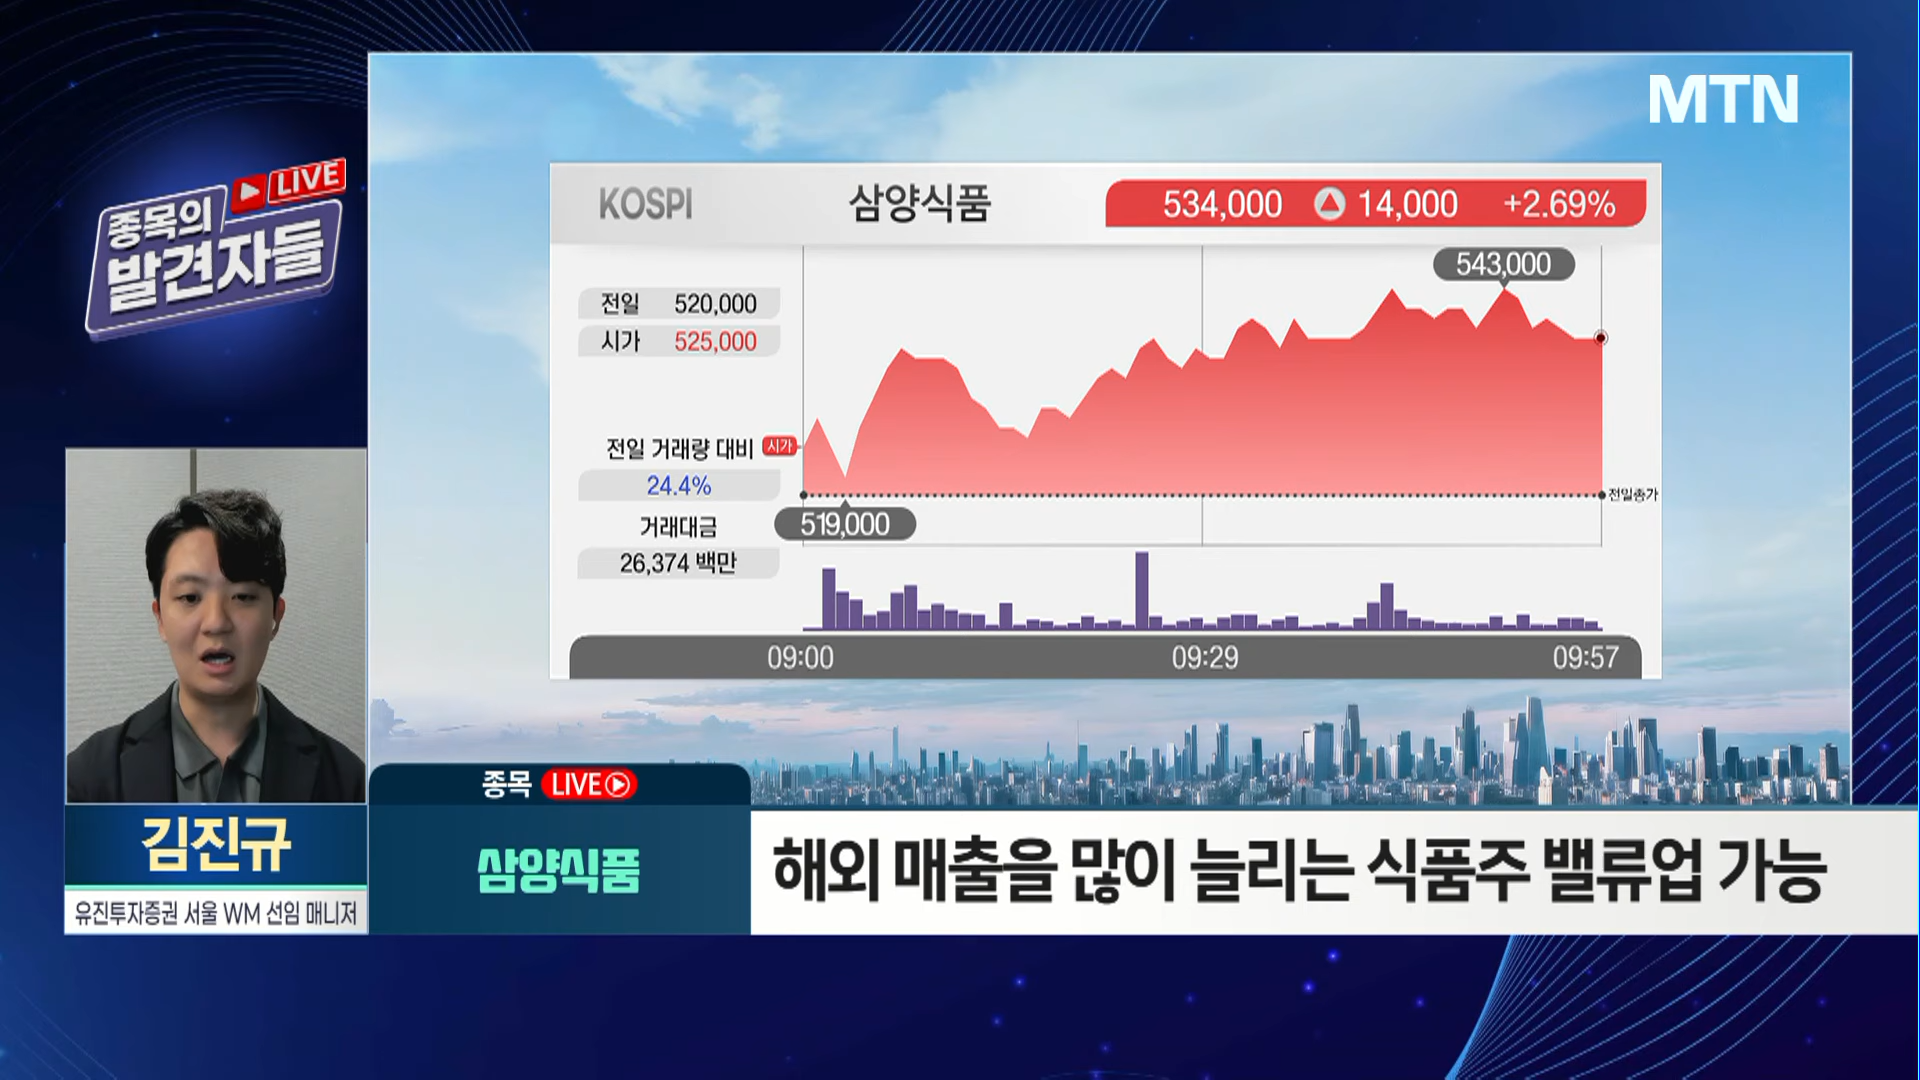 MTN
LIVE
종목의
발견자들
KOSPI 삼양식품 534,000 14,000 +2.69%
543,000
전일 520,000
시가 525,000
전일 거래량 대비 시가
24.4%
전일종가
거래대금 519,000
26,374 백만
09:00 09:29 09:57
종목 LIVE
삼양식품
해외 매출을 많이 늘리는 식품주 밸류업 가능
김진규
유진투자증권 서울 WM 선임 매니저